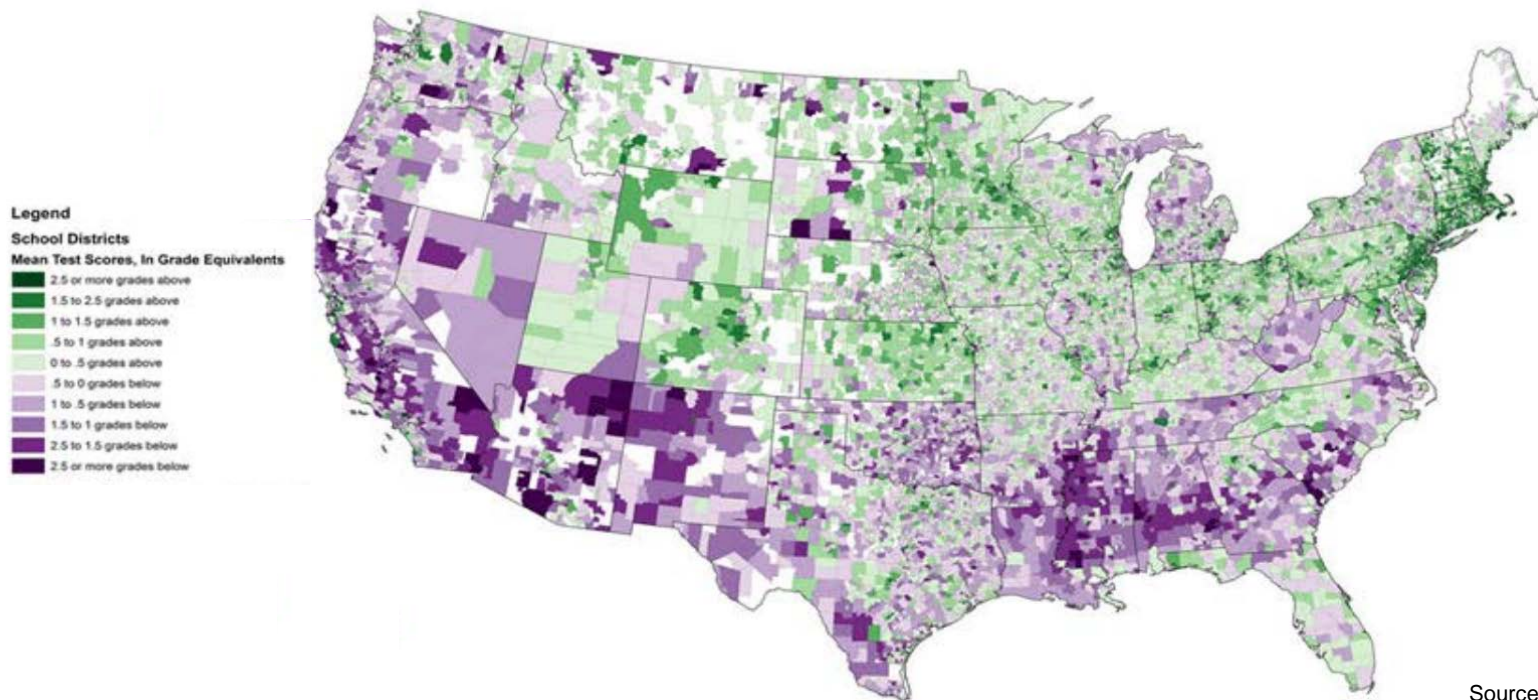 Legend
School Districts
Mean Test Scores, In Grade Equivalents
2.5 or more grades above
1.5 to 2.5 grades above
1 to 1.5 grades above
.5 to 1 grades above
0 to .5 grades above
.5 to 0 grades below
1 to .5 grades below
1.5 to 1 grades below
2.5 to 1.5 grades below
2.5 or more grades below
Source